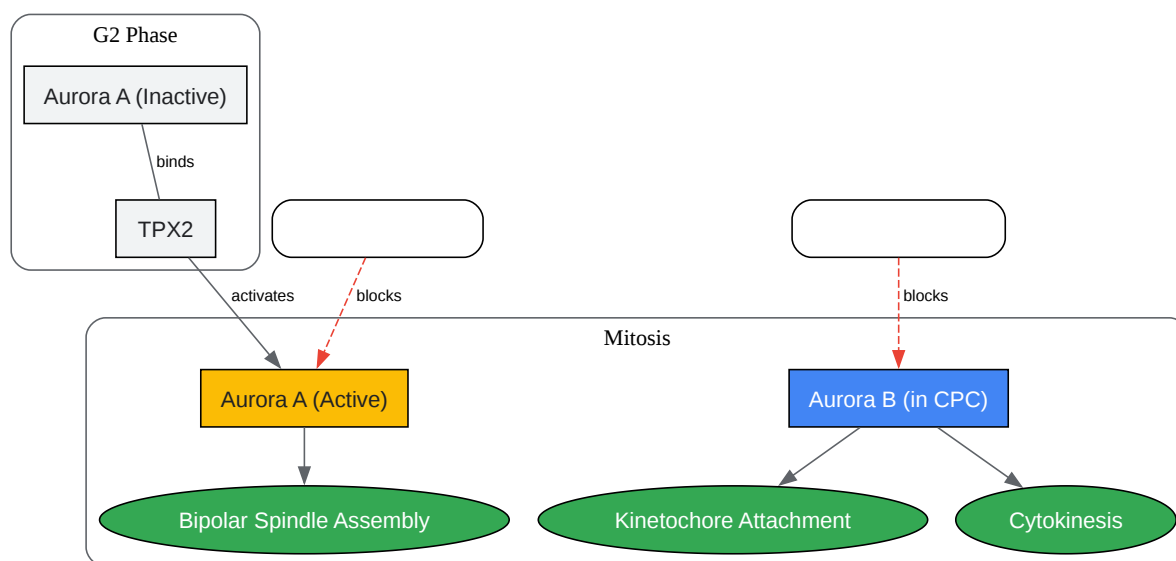 G2 Phase
Aurora A (Inactive)
binds
TPX2
activates
blocks
blocks
Mitosis
Aurora A (Active)
Aurora B (in CPC)
Bipolar Spindle Assembly
Kinetochore Attachment
Cytokinesis